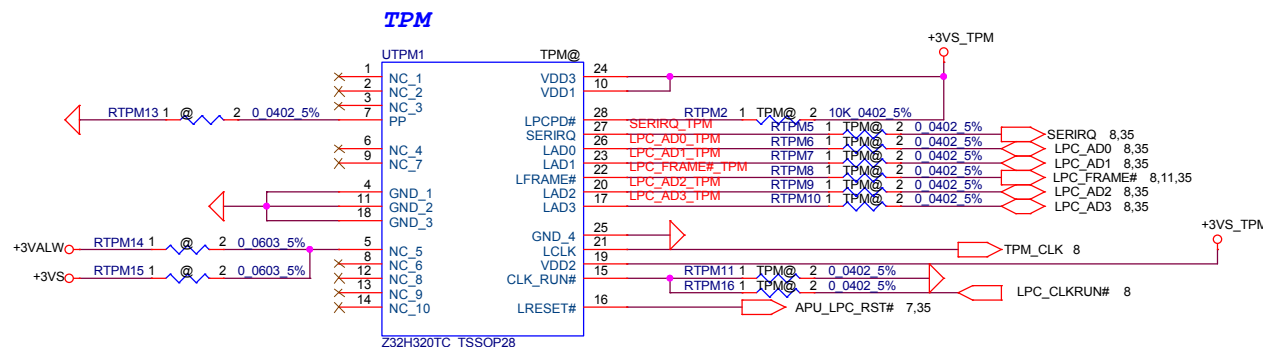 TPM
+3VS_TPM
UTPM1 TPM@
1 NC_1 VDD3 24
2 NC_2 VDD1 10
3 NC_3
RTPM13 1 @ 2 0_0402_5% 7 PP LPCPD# 28 RTPM2 1 TPM@ 2 10K_0402_5%
SERIRQ 27 SERIRQ_TPM RTPM5 1 TPM@ 2 0_0402_5% SERIRQ 8,35
6 NC_4 LAD0 26 LPC_AD0_TPM RTPM6 1 TPM@ 2 0_0402_5% LPC_AD0 8,35
9 NC_7 LAD1 23 LPC_AD1_TPM RTPM7 1 TPM@ 2 0_0402_5% LPC_AD1 8,35
LFRAME# 22 LPC_FRAME#_TPM RTPM8 1 TPM@ 2 0_0402_5% LPC_FRAME# 8,11,35
4 GND_1 LAD2 20 LPC_AD2_TPM RTPM9 1 TPM@ 2 0_0402_5% LPC_AD2 8,35
11 GND_2 LAD3 17 LPC_AD3_TPM RTPM10 1 TPM@ 2 0_0402_5% LPC_AD3 8,35
18 GND_3
+3VS_TPM
GND_4 25
+3VALW RTPM14 1 @ 2 0_0603_5% 5 NC_5 LCLK 21 TPM_CLK 8
8 NC_6 VDD2 19
+3VS RTPM15 1 @ 2 0_0603_5% 12 NC_8 CLK_RUN# 15 RTPM11 1 TPM@ 2 0_0402_5%
13 NC_9 RTPM16 1 TPM@ 2 0_0402_5% LPC_CLKRUN# 8
14 NC_10 LRESET# 16 APU_LPC_RST# 7,35
Z32H320TC_TSSOP28